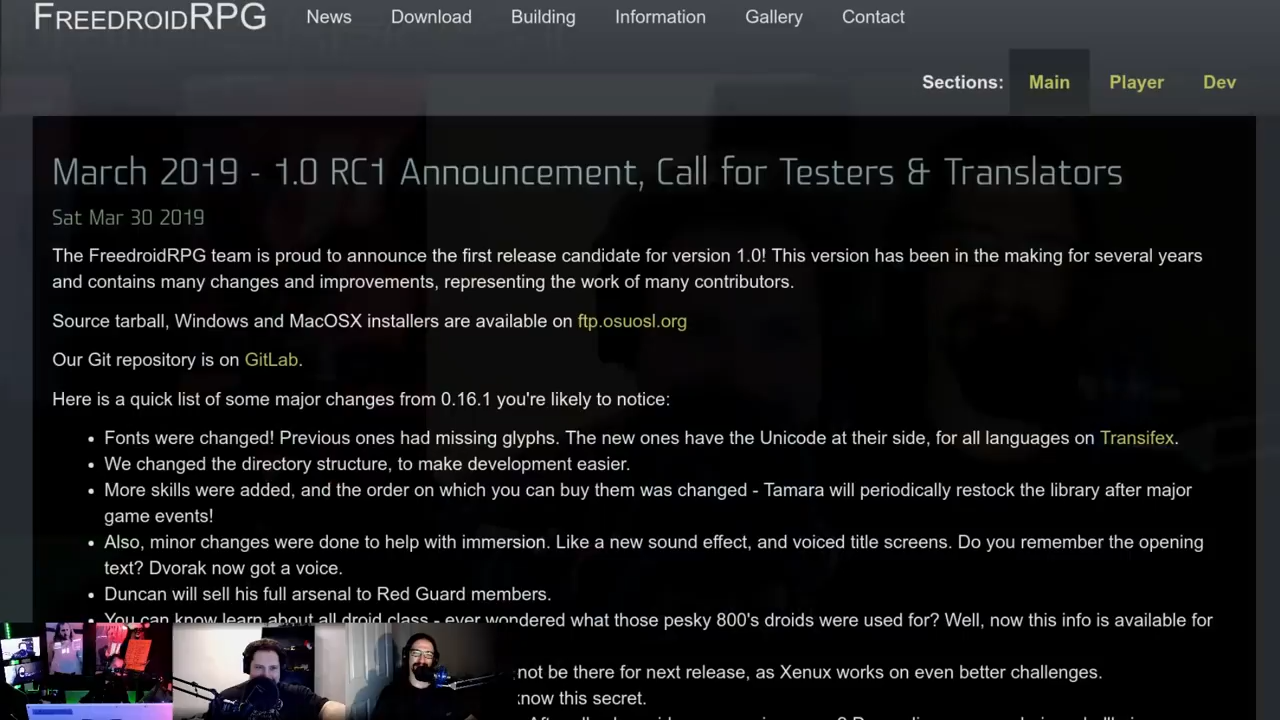 FREEDROIDRPG News Download Building Information Gallery Contact
Sections: Main Player Dev
March 2019 - 1.0 RC1 Announcement, Call for Testers & Translators
Sat Mar 30 2019
The FreedroidRPG team is proud to announce the first release candidate for version 1.0! This version has been in the making for several years
and contains many changes and improvements, representing the work of many contributors.
Source tarball, Windows and MacOSX installers are available on ftp.osuosl.org
Our Git repository is on GitLab.
Here is a quick list of some major changes from 0.16.1 you're likely to notice:
• Fonts were changed! Previous ones had missing glyphs. The new ones have the Unicode at their side, for all languages on Transifex.
• We changed the directory structure, to make development easier.
• More skills were added, and the order on which you can buy them was changed - Tamara will periodically restock the library after major
game events!
• Also, minor changes were done to help with immersion. Like a new sound effect, and voiced title screens. Do you remember the opening
text? Dvorak now got a voice.
• Duncan will sell his full arsenal to Red Guard members.
• You can know learn about all droid class - ever wondered what those pesky 800's droids were used for? Well, now this info is available for
not be there for next release, as Xenux works on even better challenges.
know this secret.